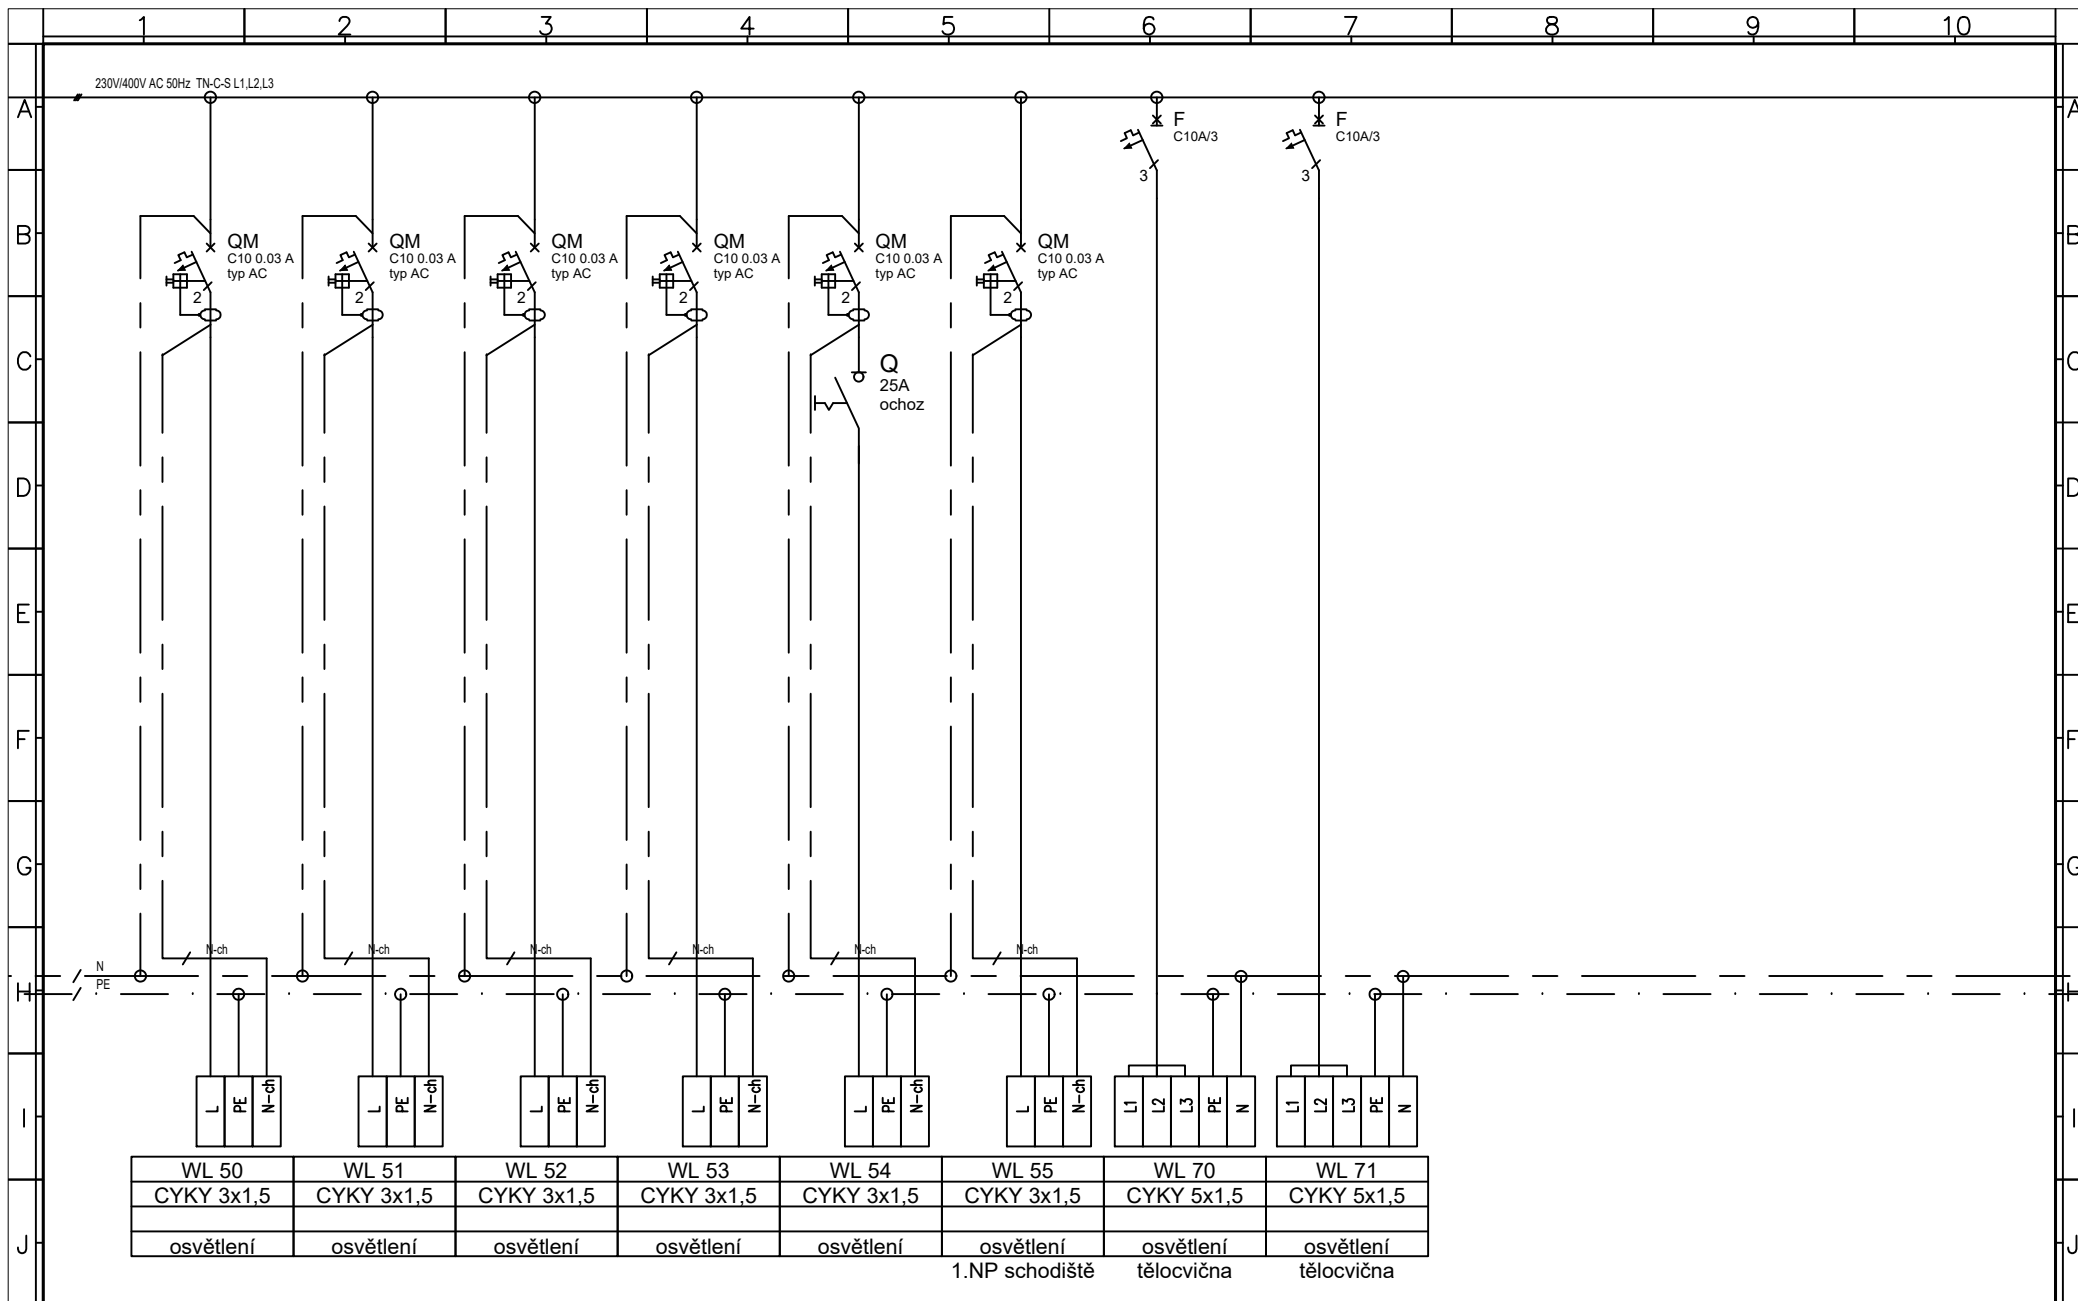 1 2 3 4 5 6 7 8 9 10
230V/400V AC 50Hz TN-C-S L1,L2,L3
A A
F F
C10A/3 C10A/3
3 3
B B
QM QM QM QM QM QM
C10 0.03 A C10 0.03 A C10 0.03 A C10 0.03 A C10 0.03 A C10 0.03 A
typ AC typ AC typ AC typ AC typ AC typ AC
2 2 2 2 2 2
C C
Q
25A
ochoz
D D
E E
F F
G G
N-ch N-ch N-ch N-ch N-ch N-ch
N
PE
H H
L PE N-ch L PE N-ch L PE N-ch L PE N-ch L PE N-ch L PE N-ch L1 L2 L3 PE N L1 L2 L3 PE N
I I
WL 50 WL 51 WL 52 WL 53 WL 54 WL 55 WL 70 WL 71
CYKY 3x1,5 CYKY 3x1,5 CYKY 3x1,5 CYKY 3x1,5 CYKY 3x1,5 CYKY 3x1,5 CYKY 5x1,5 CYKY 5x1,5
J J
osvětlení osvětlení osvětlení osvětlení osvětlení osvětlení osvětlení osvětlení
1.NP schodiště tělocvična tělocvična